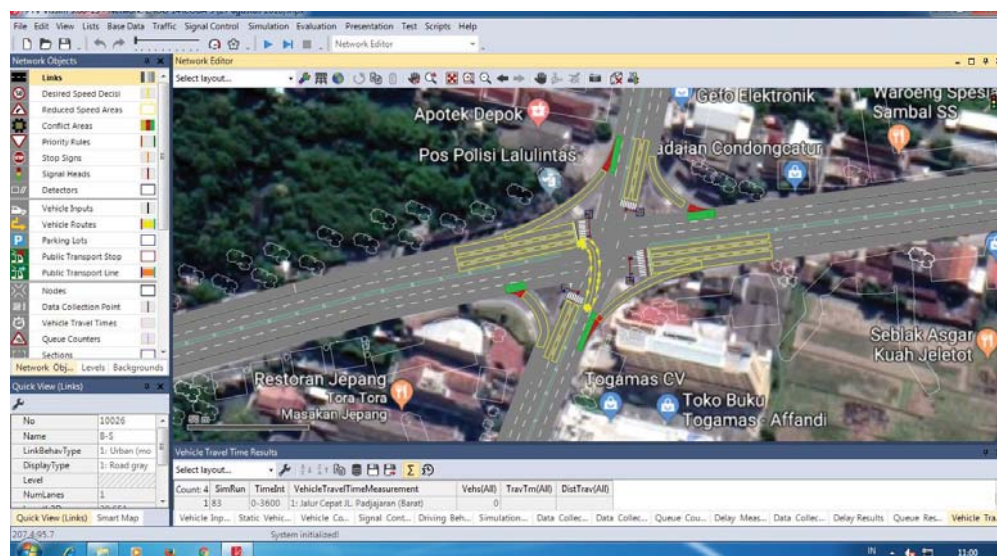 File Edit View Lists Base Data Traffic Signal Control Simulation Evaluation Presentation Test Scripts Help
Network Editor
Network Objects
Links
Desired Speed Decisi
Reduced Speed Areas
Conflict Areas
Priority Rules
Stop Signs
Signal Heads
Detectors
Vehicle Inputs
Vehicle Routes
Parking Lots
Public Transport Stop
Public Transport Line
Nodes
Data Collection Point
Vehicle Travel Times
Queue Counters
Sections
Network Obj... Levels Backgrounds
Quick View (Links)
No 10026
Name B-S
LinkBehavType 1: Urban (mo
DisplayType 1: Road gray
Level
NumLanes 1
Quick View (Links) Smart Map
Network Editor
Select layout...
Apotek Depok
Pos Polisi Lalulintas
Gefo Elektronik
Waroeng Spesia
Sambal SS
adaian Condongcatur
Seblak Asgar
Kuah Jeletot
Restoran Jepang
Tora Tora
Masakan Jepang
Togamas CV
Toko Buku
Togamas - Affandi
Vehicle Travel Time Results
Select layout...
Count: 4 SimRun TimeInt VehicleTravelTimeMeasurement Vehs(All) TravTm(All) DistTrav(All)
1 83 0-3600 1: Jalur Cepat JL. Padjajaran (Barat) 0
Vehicle Inp... Static Vehic... Vehicle Co... Signal Cont... Driving Beh... Simulation... Data Collec... Data Collec... Queue Cou... Delay Meas... Data Collec... Delay Results Queue Res... Vehicle Tra
207.4:95.7 System initialized!
IN 11:00